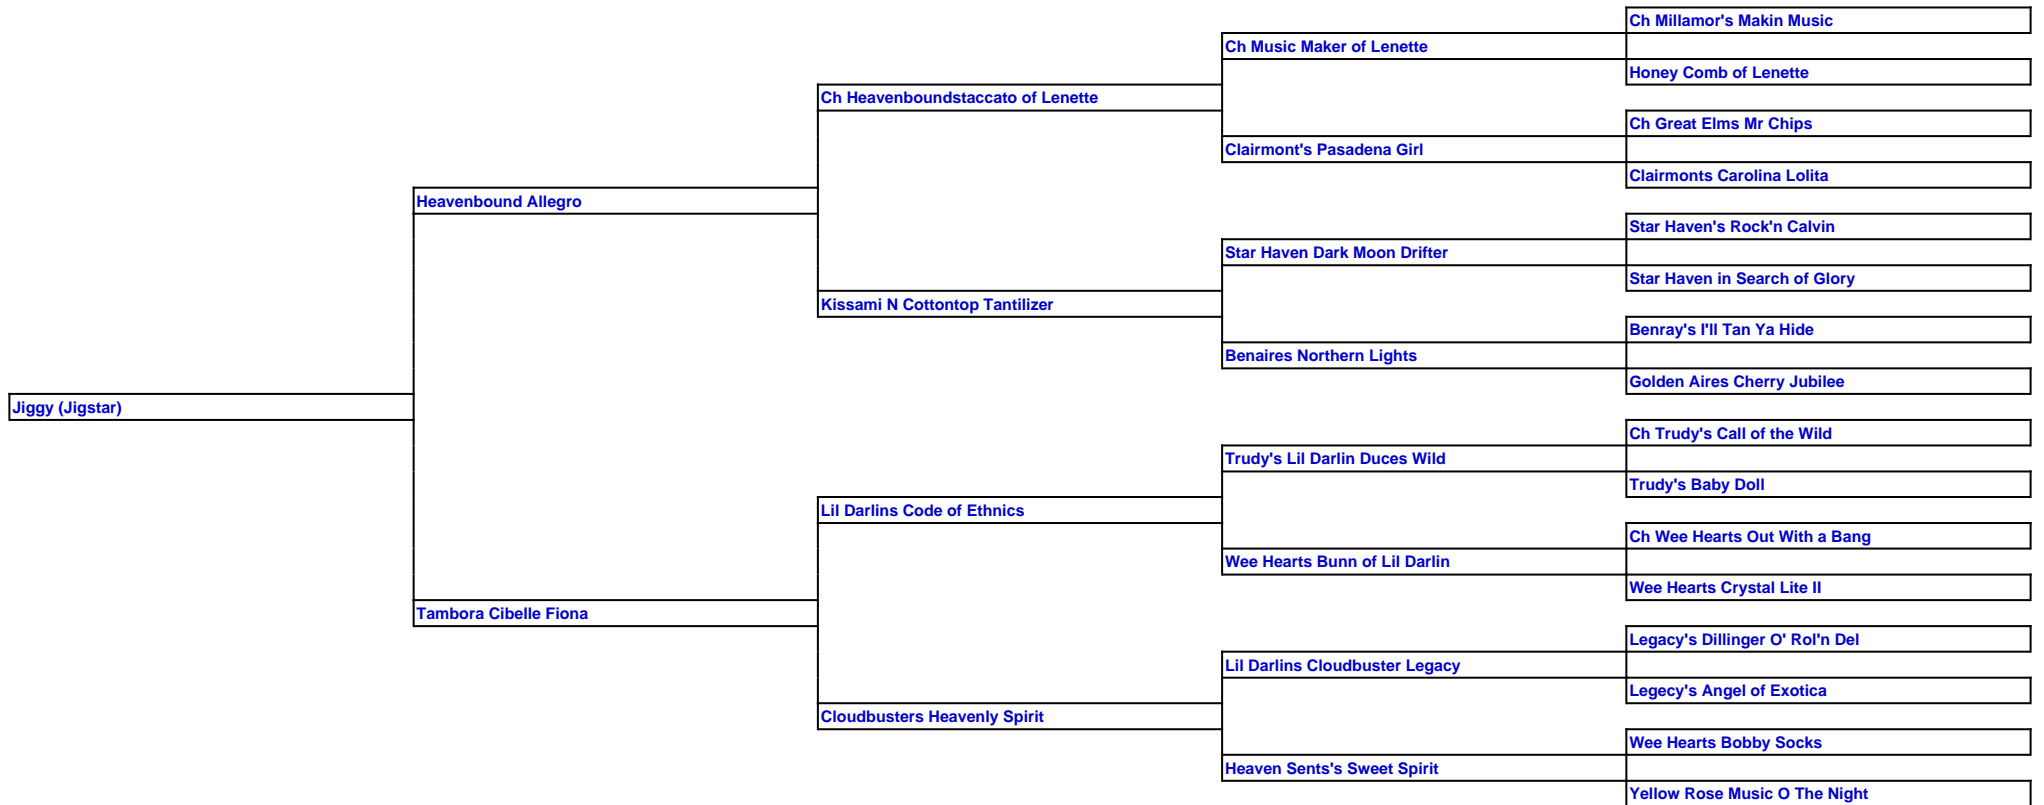 Ch Millamor's Makin Music
Ch Music Maker of Lenette
Honey Comb of Lenette
Ch Heavenboundstaccato of Lenette
Ch Great Elms Mr Chips
Clairmont's Pasadena Girl
Clairmonts Carolina Lolita
Heavenbound Allegro
Star Haven's Rock'n Calvin
Star Haven Dark Moon Drifter
Star Haven in Search of Glory
Kissami N Cottontop Tantilizer
Benray's I'll Tan Ya Hide
Benaires Northern Lights
Golden Aires Cherry Jubilee
Jiggy (Jigstar)
Ch Trudy's Call of the Wild
Trudy's Lil Darlin Duces Wild
Trudy's Baby Doll
Lil Darlins Code of Ethnics
Ch Wee Hearts Out With a Bang
Wee Hearts Bunn of Lil Darlin
Wee Hearts Crystal Lite II
Tambora Cibelle Fiona
Legacy's Dillinger O' Rol'n Del
Lil Darlins Cloudbuster Legacy
Legecy's Angel of Exotica
Cloudbusters Heavenly Spirit
Wee Hearts Bobby Socks
Heaven Sents's Sweet Spirit
Yellow Rose Music O The Night